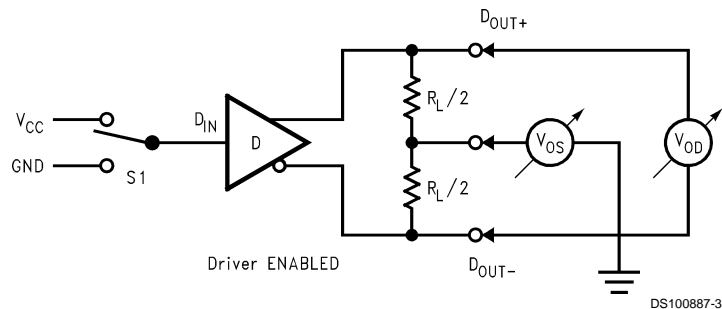 DOUT+
VCC
DIN
D
RL/2
VOS
VOD
GND
S1
RL/2
Driver ENABLED
DOUT−
DS100887-3